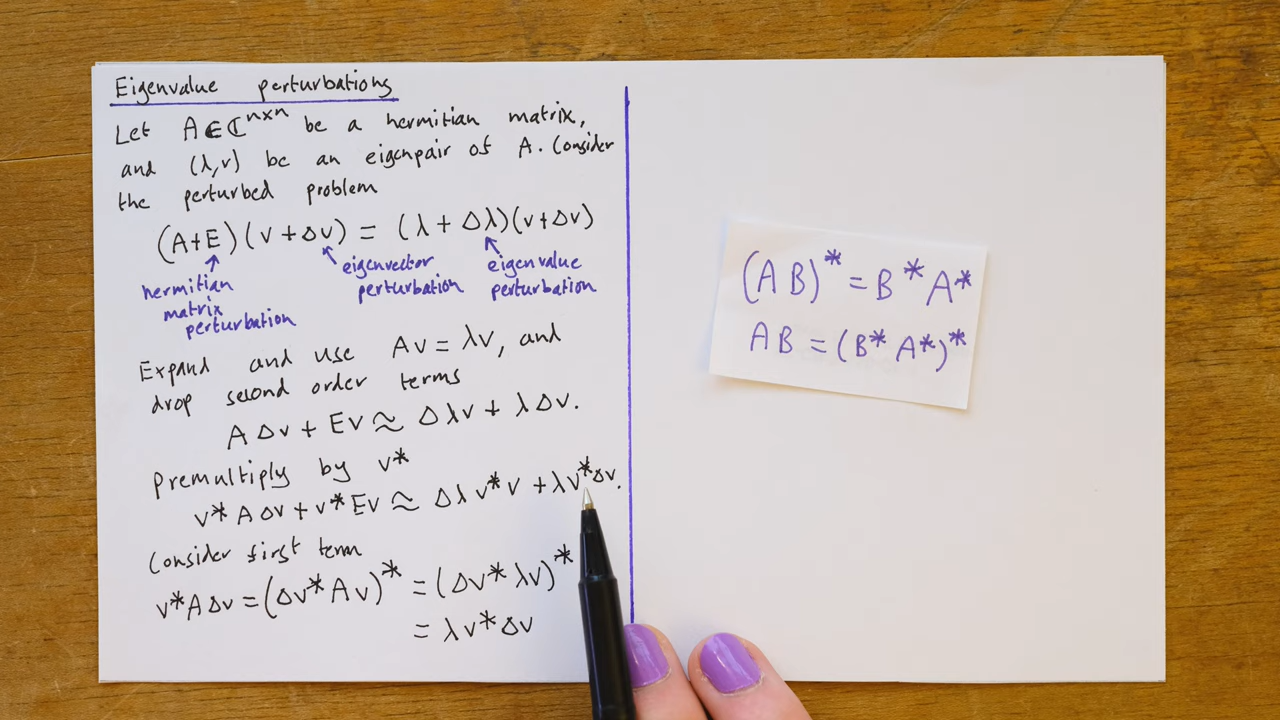 Eigenvalue perturbations
Let A∈ℂⁿˣⁿ be a hermitian matrix,
and (λ,v) be an eigenpair of A. Consider
the perturbed problem
(A+E)(v+Δv) = (λ+Δλ)(v+Δv)
hermitian matrix perturbation
eigenvector perturbation
eigenvalue perturbation
Expand and use Av=λv, and
drop second order terms
AΔv + Ev ≈ Δλv + λΔv.
Premultiply by v*
v*AΔv + v*Ev ≈ Δλv*v + λv*Δv.
Consider first term
v*AΔv = (Δv*Av)* = (Δv*λv)*
= λv*Δv
(AB)* = B*A*
AB = (B*A*)*